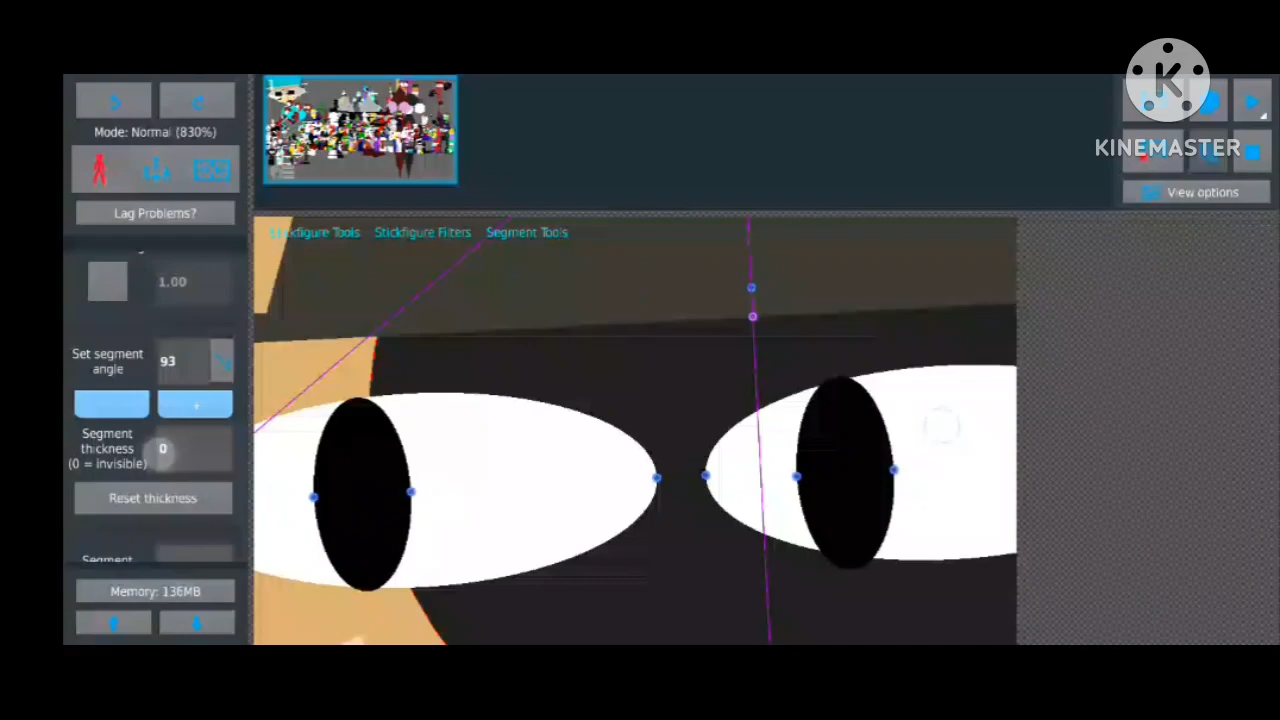 Mode: Normal (830%)
Lag Problems?
1.00
Set segment
angle
93
+
Segment
thickness
(0 = invisible)
0
Reset thickness
Segment
Memory: 136MB
Stickfigure Filters
Segment Tools
Tools
KINEMASTER
View options